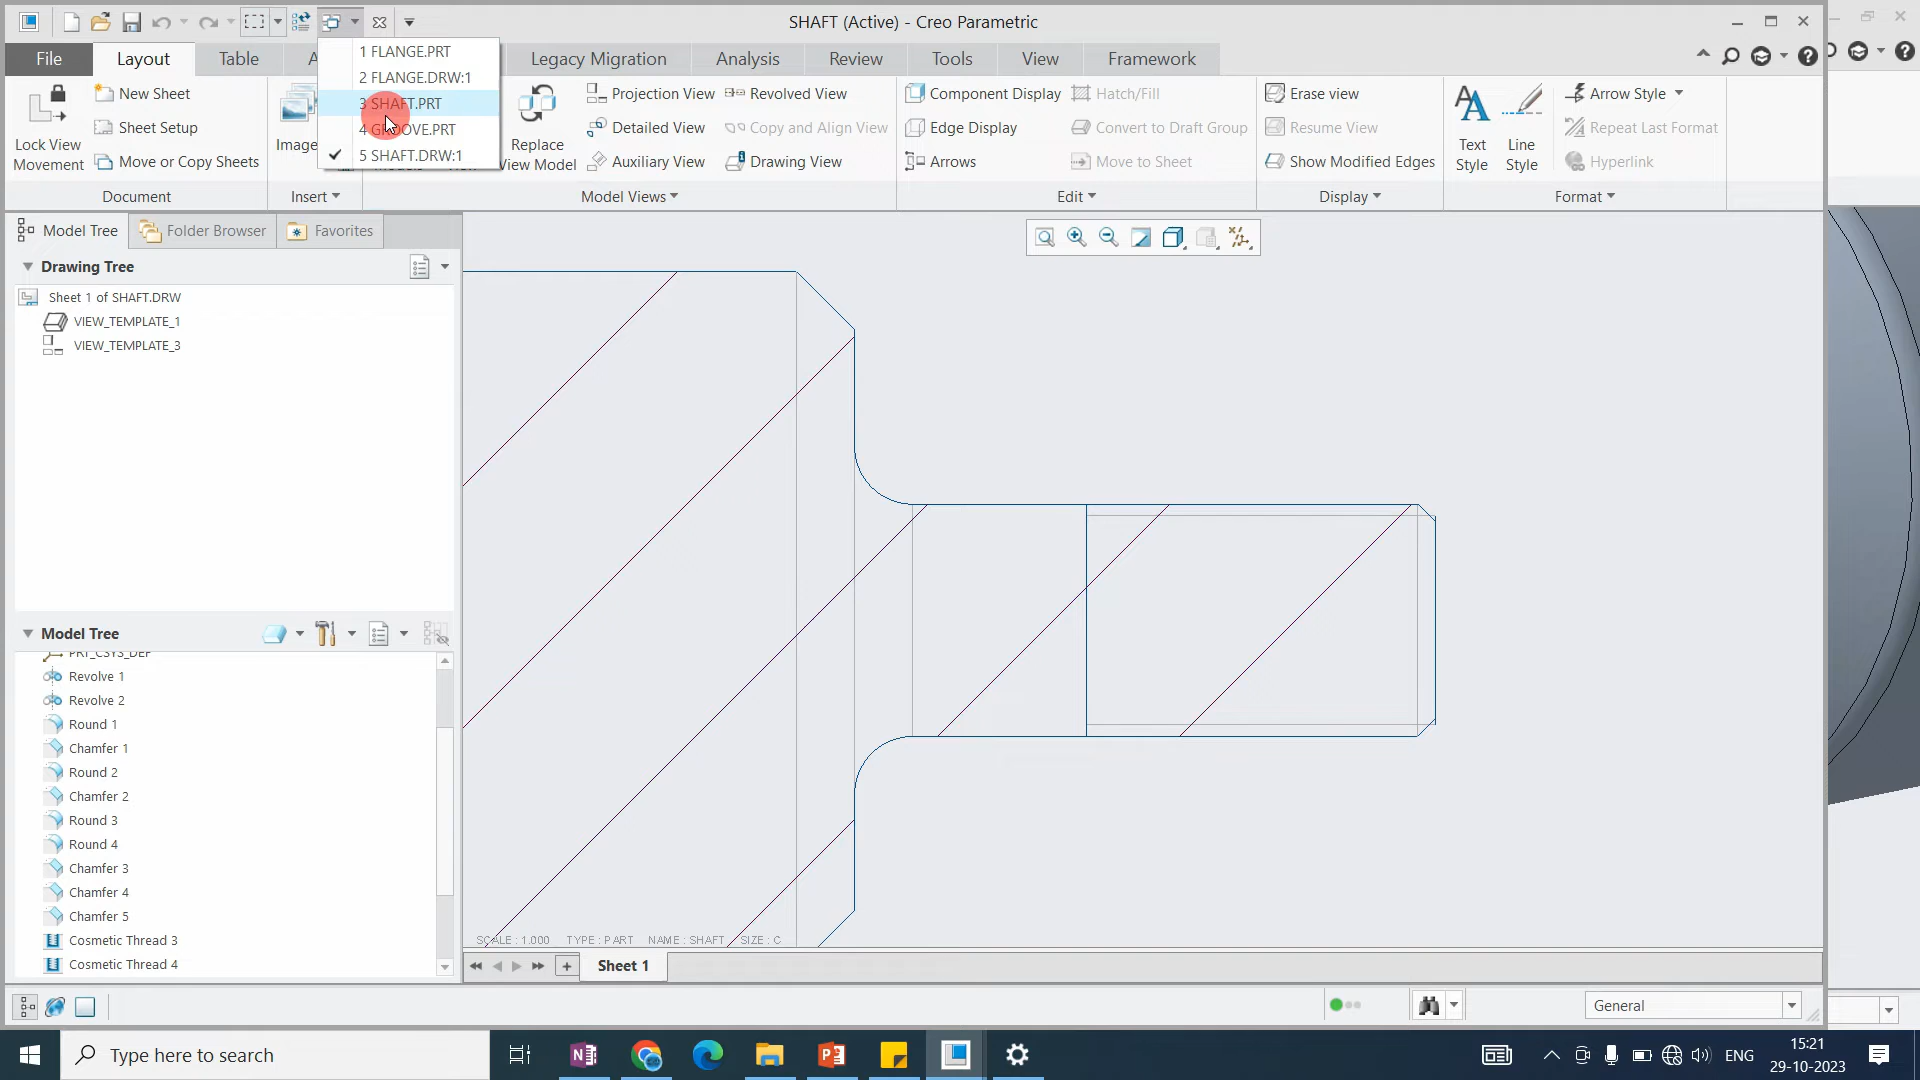 SHAFT (Active) - Creo Parametric
1 FLANGE.PRT
2 FLANGE.DRW:1
3 SHAFT.PRT
PRT
5 SHAFT.DRW:1
File
Layout
Table
A
Legacy Migration
Analysis
Review
Tools
View
Framework
Lock View Movement
New Sheet
Sheet Setup
Move or Copy Sheets
Document
Image
Insert
Replace
View Model
Projection View
Detailed View
Auxiliary View
Revolved View
Copy and Align View
Drawing View
Model Views
Component Display
Edge Display
Arrows
Hatch/Fill
Convert to Draft Group
Move to Sheet
Edit
Erase view
Resume View
Show Modified Edges
Display
Text Style
Line Style
Arrow Style
Repeat Last Format
Hyperlink
Format
Model Tree
Folder Browser
Favorites
Drawing Tree
Sheet 1 of SHAFT.DRW
VIEW_TEMPLATE_1
VIEW_TEMPLATE_3
Model Tree
PRT_CSYS_DEF
Revolve 1
Revolve 2
Round 1
Chamfer 1
Round 2
Chamfer 2
Round 3
Round 4
Chamfer 3
Chamfer 4
Chamfer 5
Cosmetic Thread 3
Cosmetic Thread 4
SCALE : 1.000 TYPE : PART NAME : SHAFT SIZE : C
Sheet 1
General
Type here to search
ENG
15:21
29-10-2023